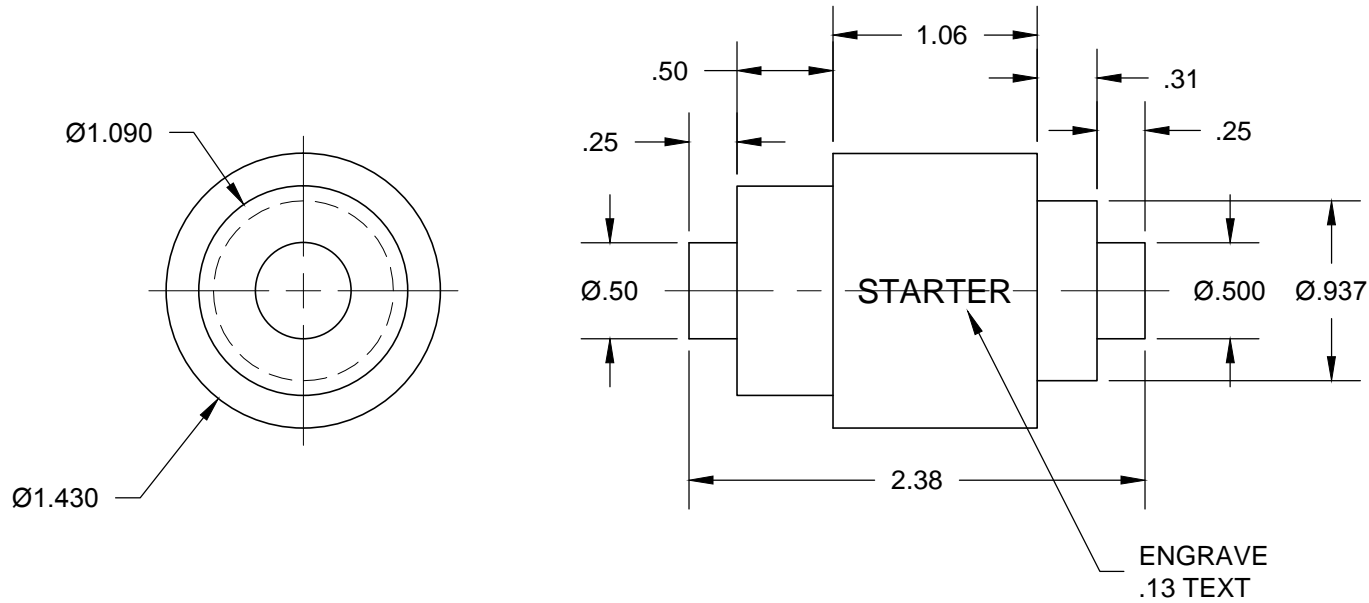 1.06
.50
.31
Ø1.090
.25
.25
Ø.50
STARTER
Ø.500
Ø.937
2.38
Ø1.430
ENGRAVE
.13 TEXT